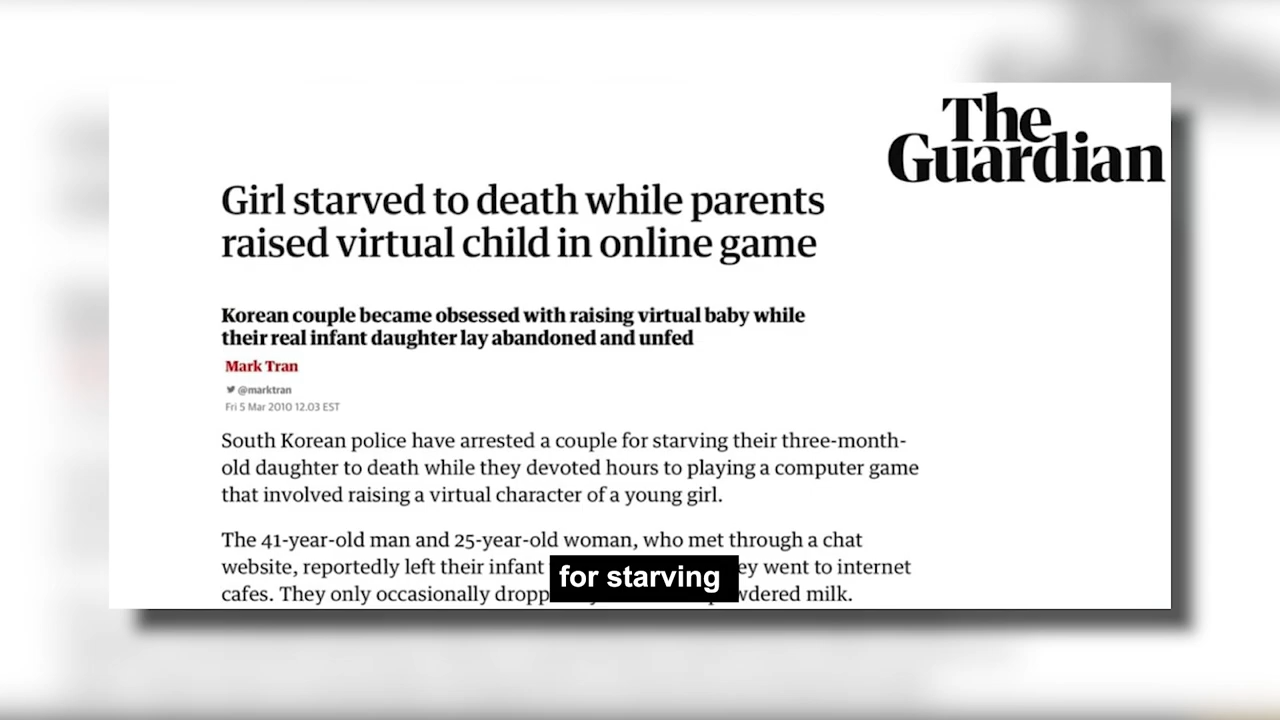 The
Guardian
Girl starved to death while parents
raised virtual child in online game
Korean couple became obsessed with raising virtual baby while
their real infant daughter lay abandoned and unfed
Mark Tran
@marktran
Fri 5 Mar 2010 12.03 EST
South Korean police have arrested a couple for starving their three-month-
old daughter to death while they devoted hours to playing a computer game
that involved raising a virtual character of a young girl.
The 41-year-old man and 25-year-old woman, who met through a chat
website, reportedly left their infant ey went to internet
cafes. They only occasionally dropp wdered milk.
for starving